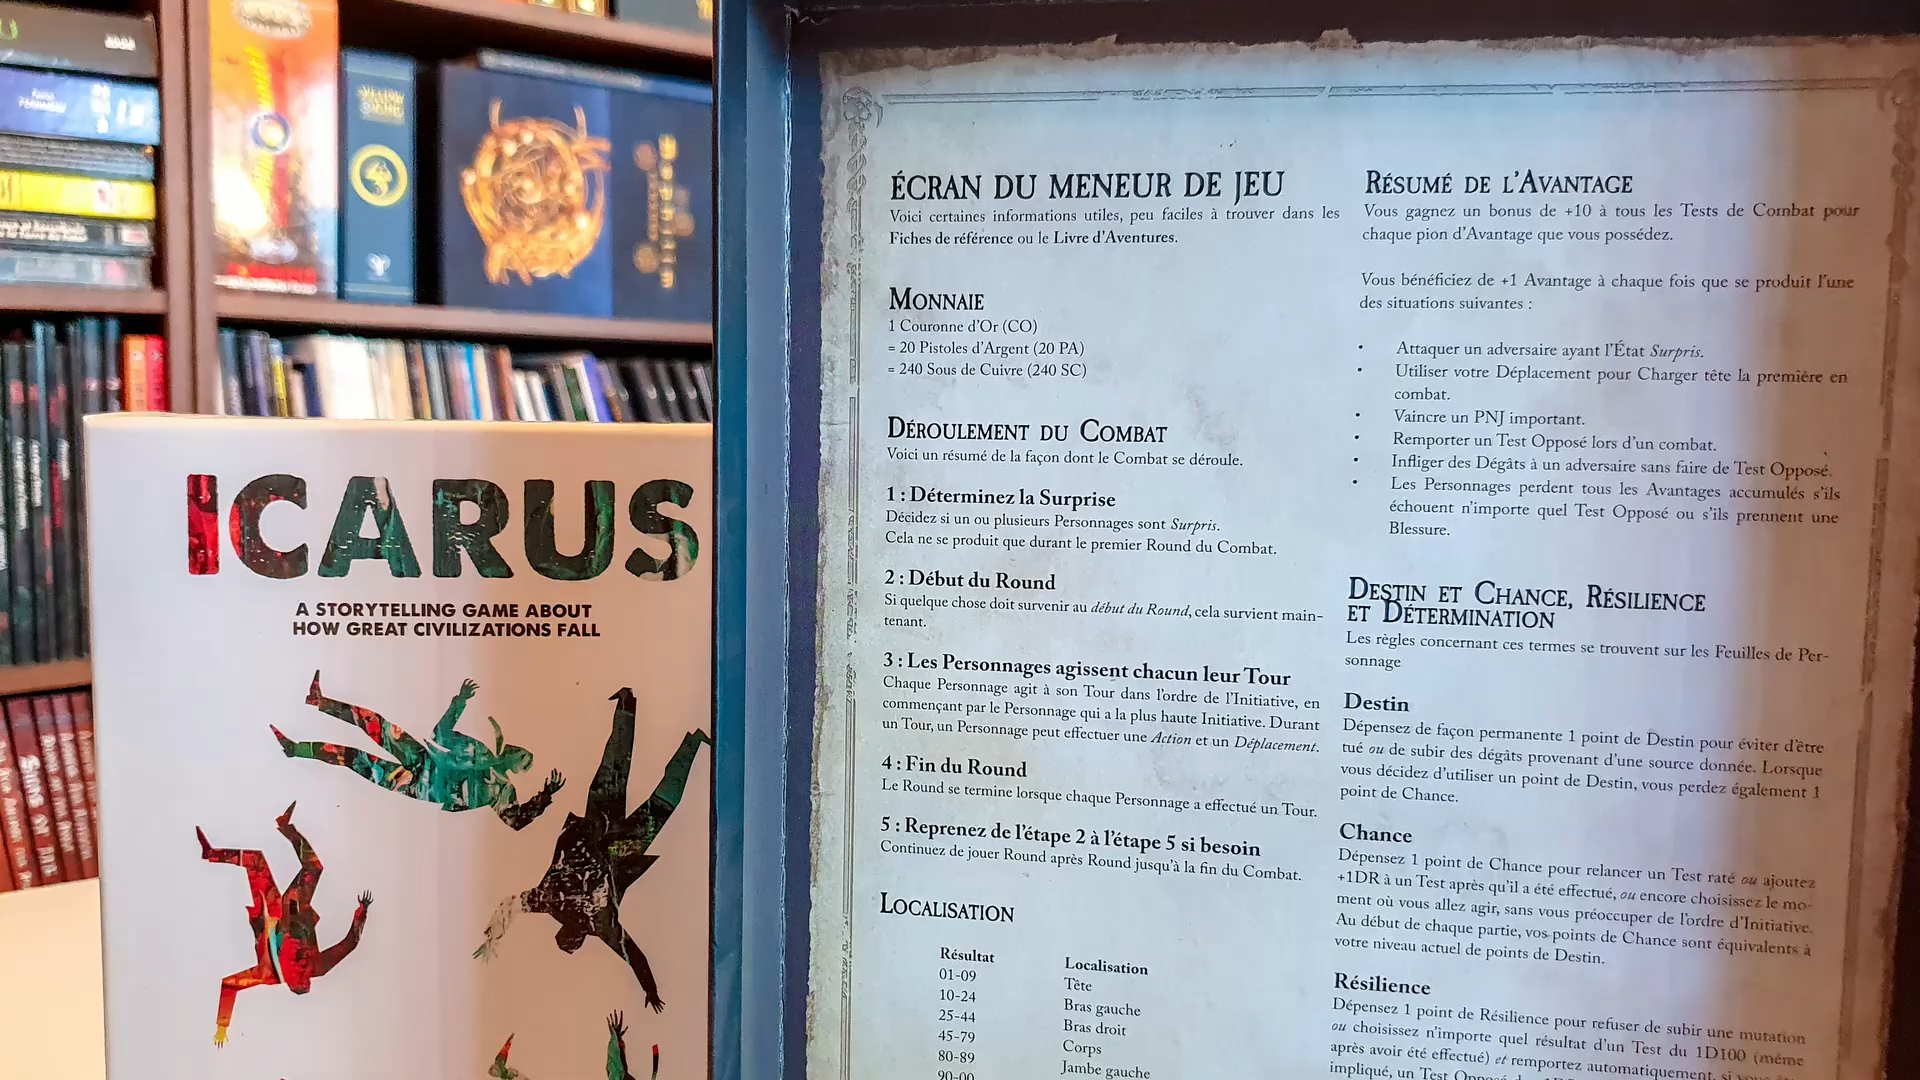 ICARUS
A STORYTELLING GAME ABOUT
HOW GREAT CIVILIZATIONS FALL
ÉCRAN DU MENEUR DE JEU
Voici certaines informations utiles, peu faciles à trouver dans les
Fiches de référence ou le Livre d'Aventures.
MONNAIE
1 Couronne d'Or (CO)
= 20 Pistoles d'Argent (20 PA)
= 240 Sous de Cuivre (240 SC)
DÉROULEMENT DU COMBAT
Voici un résumé de la façon dont le Combat se déroule.
1 : Déterminez la Surprise
Décidez si un ou plusieurs Personnages sont Surpris.
Cela ne se produit que durant le premier Round du Combat.
2 : Début du Round
Si quelque chose doit survenir au début du Round, cela survient main-
tenant.
3 : Les Personnages agissent chacun leur Tour
Chaque Personnage agit à son Tour dans l'ordre de l'Initiative, en
commençant par le Personnage qui a la plus haute Initiative. Durant
un Tour, un Personnage peut effectuer une Action et un Déplacement.
4 : Fin du Round
Le Round se termine lorsque chaque Personnage a effectué un Tour.
5 : Reprenez de l'étape 2 à l'étape 5 si besoin
Continuez de jouer Round après Round jusqu'à la fin du Combat.
LOCALISATION
Résultat Localisation
01-09 Tête
10-24 Bras gauche
25-44 Bras droit
45-79 Corps
80-89 Jambe gauche
90-00
RÉSUMÉ DE L'AVANTAGE
Vous gagnez un bonus de +10 à tous les Tests de Combat pour
chaque pion d'Avantage que vous possédez.
Vous bénéficiez de +1 Avantage à chaque fois que se produit l'une
des situations suivantes :
• Attaquer un adversaire ayant l'État Surpris.
• Utiliser votre Déplacement pour Charger tête la première en
combat.
• Vaincre un PNJ important.
• Remporter un Test Opposé lors d'un combat.
• Infliger des Dégâts à un adversaire sans faire de Test Opposé.
• Les Personnages perdent tous les Avantages accumulés s'ils
échouent n'importe quel Test Opposé ou s'ils prennent une
Blessure.
DESTIN ET CHANCE, RÉSILIENCE
ET DÉTERMINATION
Les règles concernant ces termes se trouvent sur les Feuilles de Per-
sonnage
Destin
Dépensez de façon permanente 1 point de Destin pour éviter d'être
tué ou de subir des dégâts provenant d'une source donnée. Lorsque
vous décidez d'utiliser un point de Destin, vous perdez également 1
point de Chance.
Chance
Dépensez 1 point de Chance pour relancer un Test raté ou ajoutez
+1DR à un Test après qu'il a été effectué, ou encore choisissez le mo-
ment où vous allez agir, sans vous préoccuper de l'ordre d'Initiative.
Au début de chaque partie, vos points de Chance sont équivalents à
votre niveau actuel de points de Destin.
Résilience
Dépensez 1 point de Résilience pour refuser de subir une mutation
ou choisissez n'importe quel résultat d'un Test du 1D100 (même
après avoir été effectué) et remportez automatiquement, si
impliqué, un Test